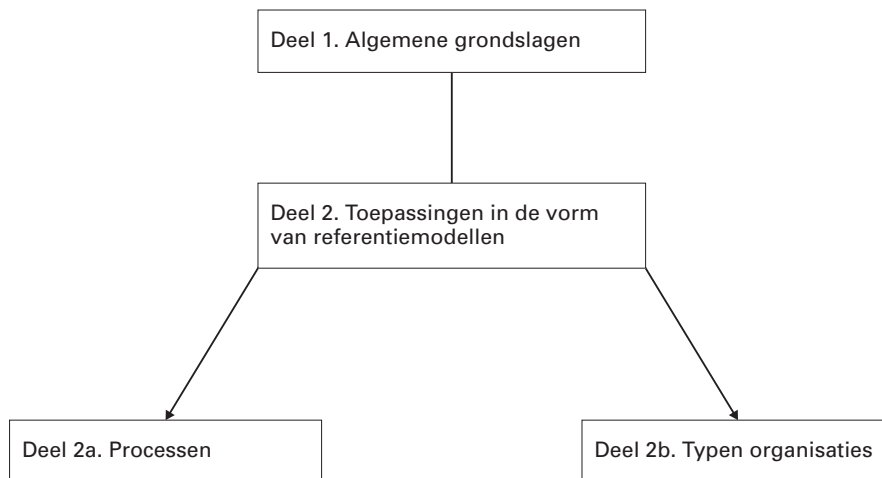 Deel 1. Algemene grondslagen
Deel 2. Toepassingen in de vorm
van referentiemodellen
Deel 2a. Processen
Deel 2b. Typen organisaties